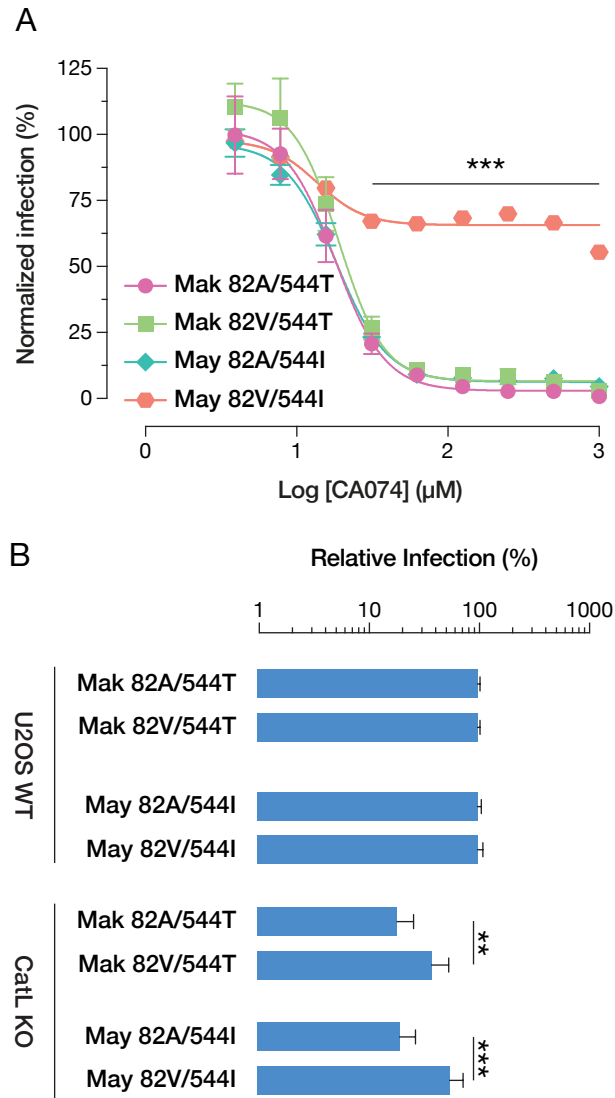 A
125
100
75
50
25
0
Normalized infection (%)
***
Mak 82A/544T
Mak 82V/544T
May 82A/544I
May 82V/544I
0 1 2 3
Log [CA074] (µM)
B
Relative Infection (%)
1 10 100 1000
U2OS WT
Mak 82A/544T
Mak 82V/544T
May 82A/544I
May 82V/544I
CatL KO
Mak 82A/544T
Mak 82V/544T
**
May 82A/544I
May 82V/544I
***